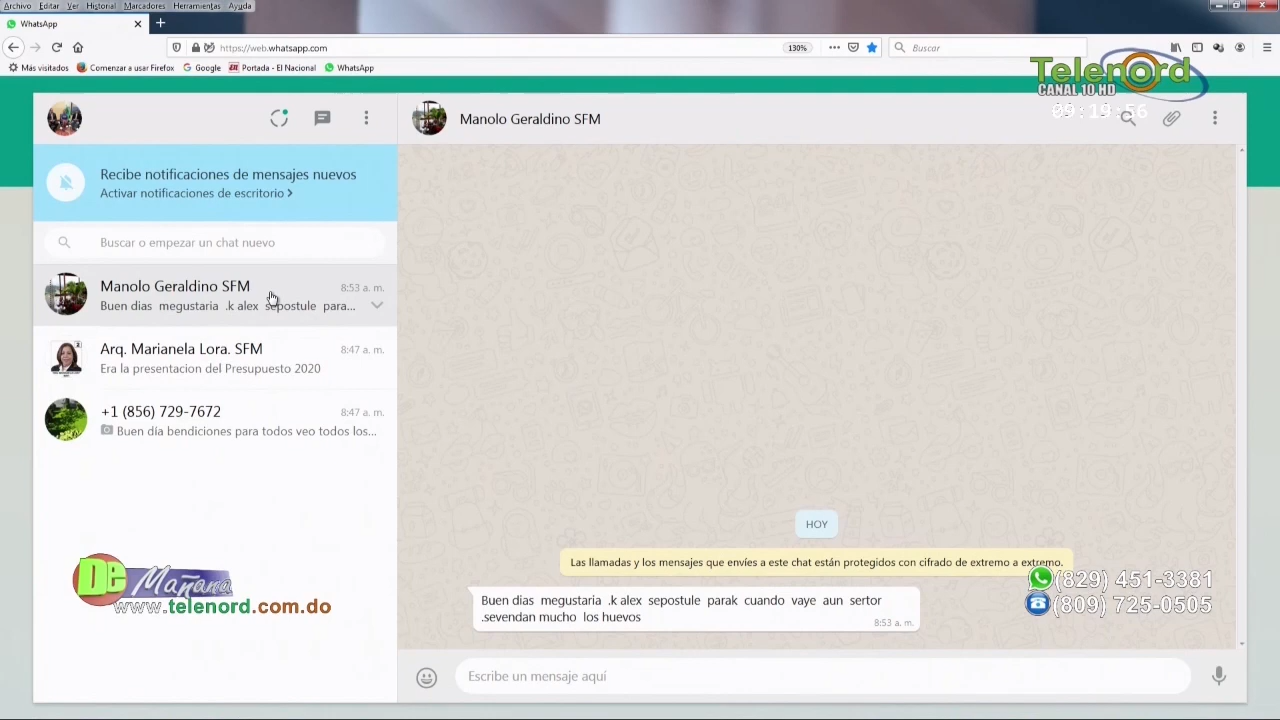 Archivo Editar Ver Historial Marcadores Herramientas Ayuda
WhatsApp
https://web.whatsapp.com
130%
Buscar
Más visitados Comenzar a usar Firefox Google Portada - El Nacional WhatsApp
Telenord
CANAL 10 HD
09:19:56
Manolo Geraldino SFM
Recibe notificaciones de mensajes nuevos
Activar notificaciones de escritorio
Buscar o empezar un chat nuevo
Manolo Geraldino SFM 8:53 a. m.
Buen dias megustaria .k alex sepostule para...
Arq. Marianela Lora. SFM 8:47 a. m.
Era la presentacion del Presupuesto 2020
+1 (856) 729-7672 8:47 a. m.
Buen día bendiciones para todos veo todos los...
HOY
Las llamadas y los mensajes que envíes a este chat están protegidos con cifrado de extremo a extremo.
Buen dias megustaria .k alex sepostule parak cuando vaye aun sertor
.sevendan mucho los huevos
8:53 a. m.
De Mañana
www.telenord.com.do
(829) 451-3381
(809) 725-0505
Escribe un mensaje aquí